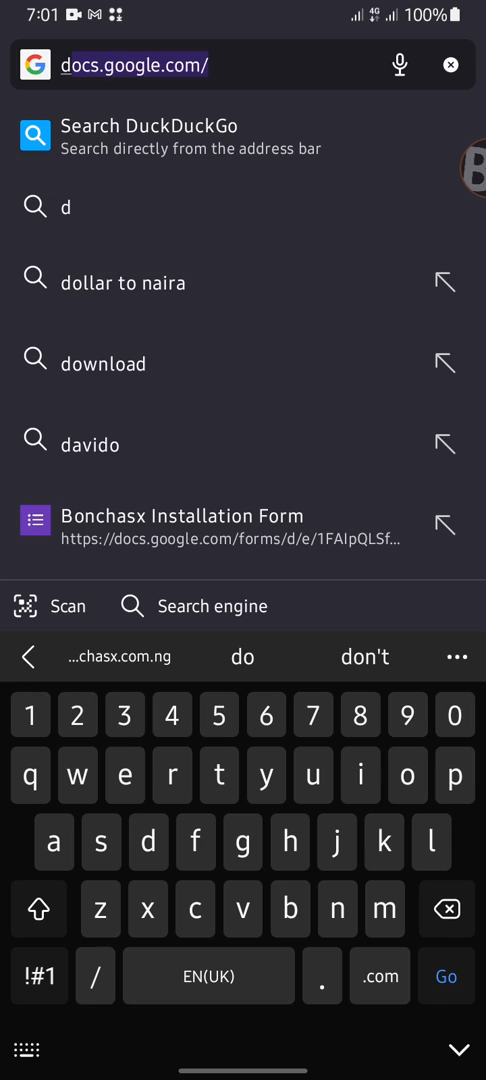 7:01 4G 100%
docs.google.com/
Search DuckDuckGo
Search directly from the address bar
d
dollar to naira
download
davido
Bonchasx Installation Form
https://docs.google.com/forms/d/e/1FAIpQLSf...
Scan Search engine
...chasx.com.ng do don't
1 2 3 4 5 6 7 8 9 0
q w e r t y u i o p
a s d f g h j k l
z x c v b n m
!#1 / EN(UK) . .com Go